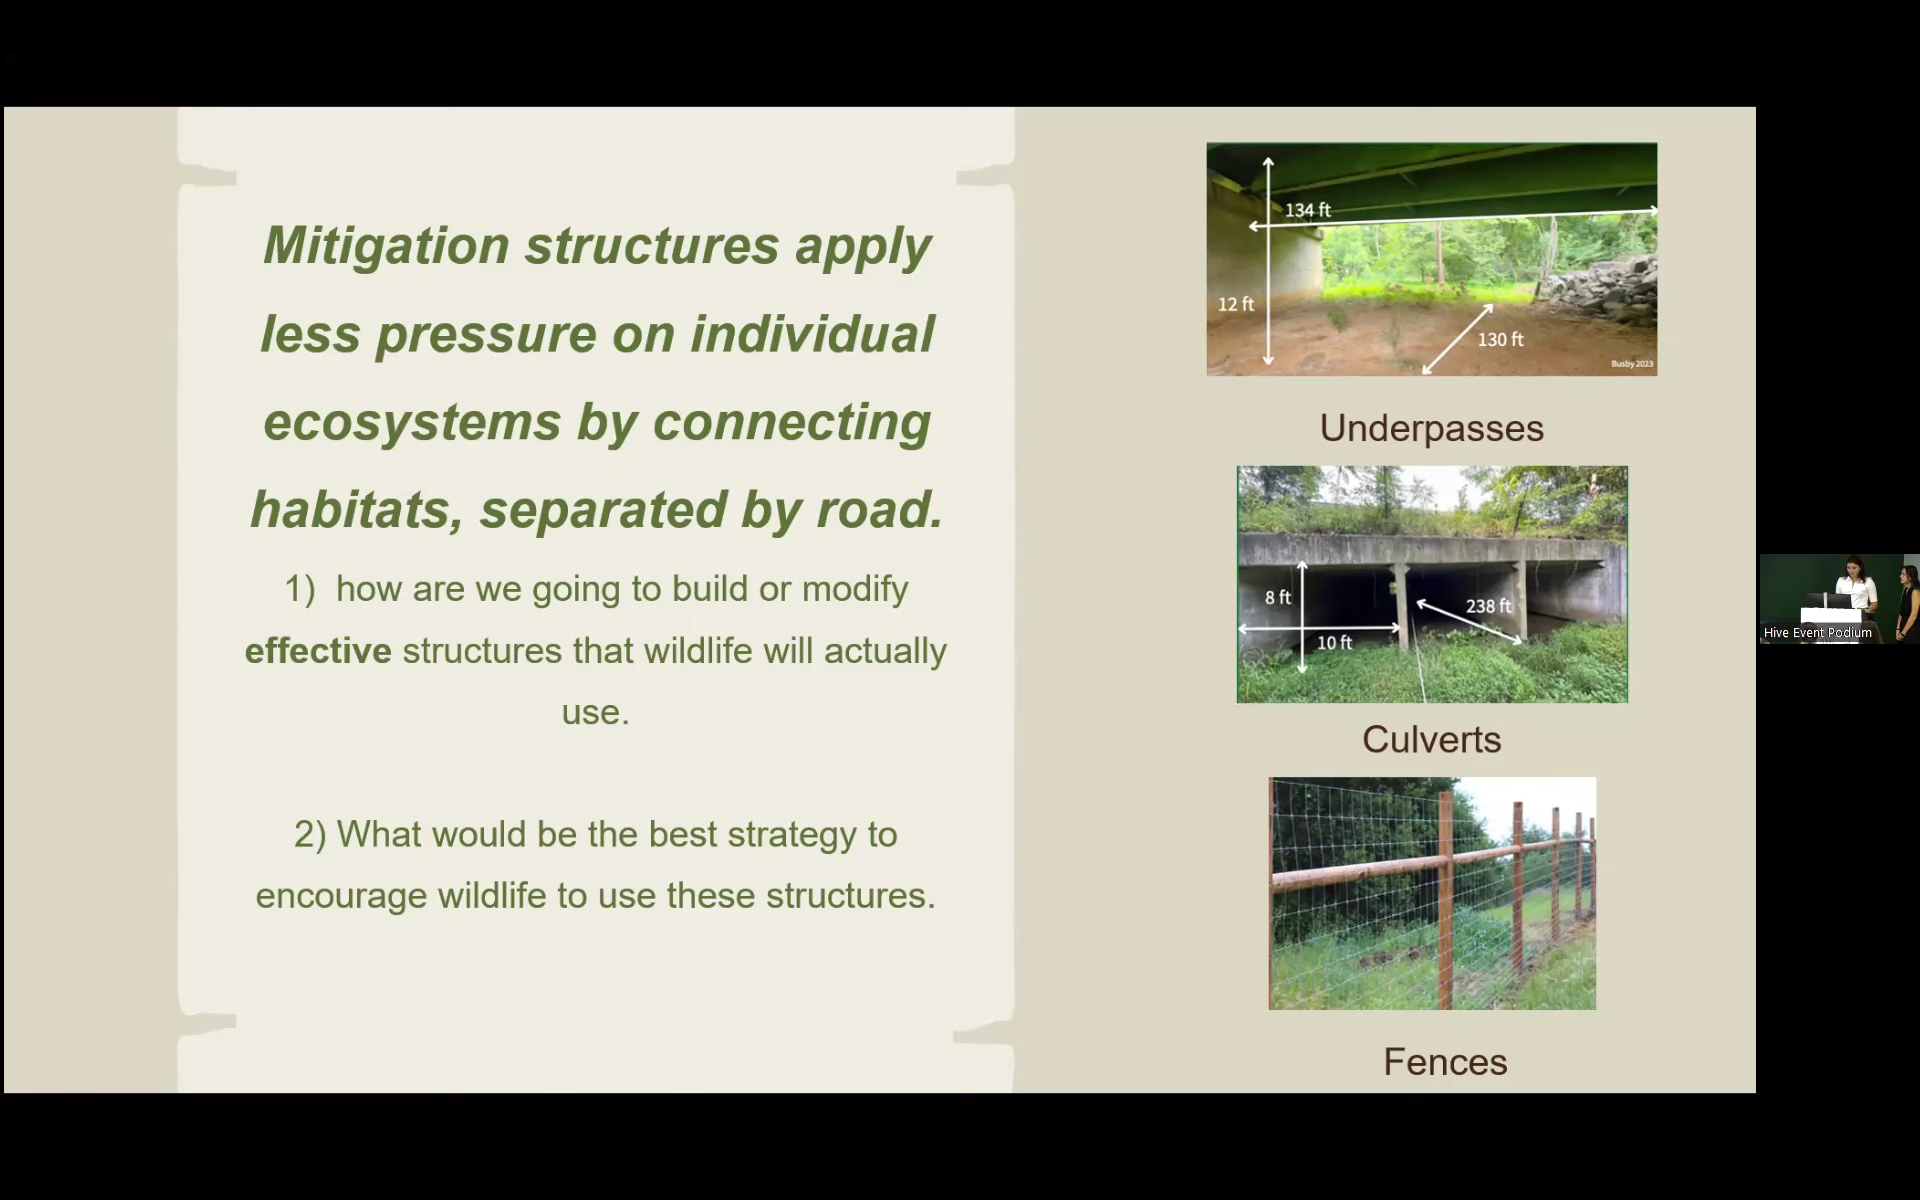 Mitigation structures apply
less pressure on individual
ecosystems by connecting
habitats, separated by road.
1) how are we going to build or modify
effective structures that wildlife will actually
use.
2) What would be the best strategy to
encourage wildlife to use these structures.
134 ft
12 ft
130 ft
Busby 2023
Underpasses
8 ft
238 ft
10 ft
Culverts
Fences
Hive Event Podium